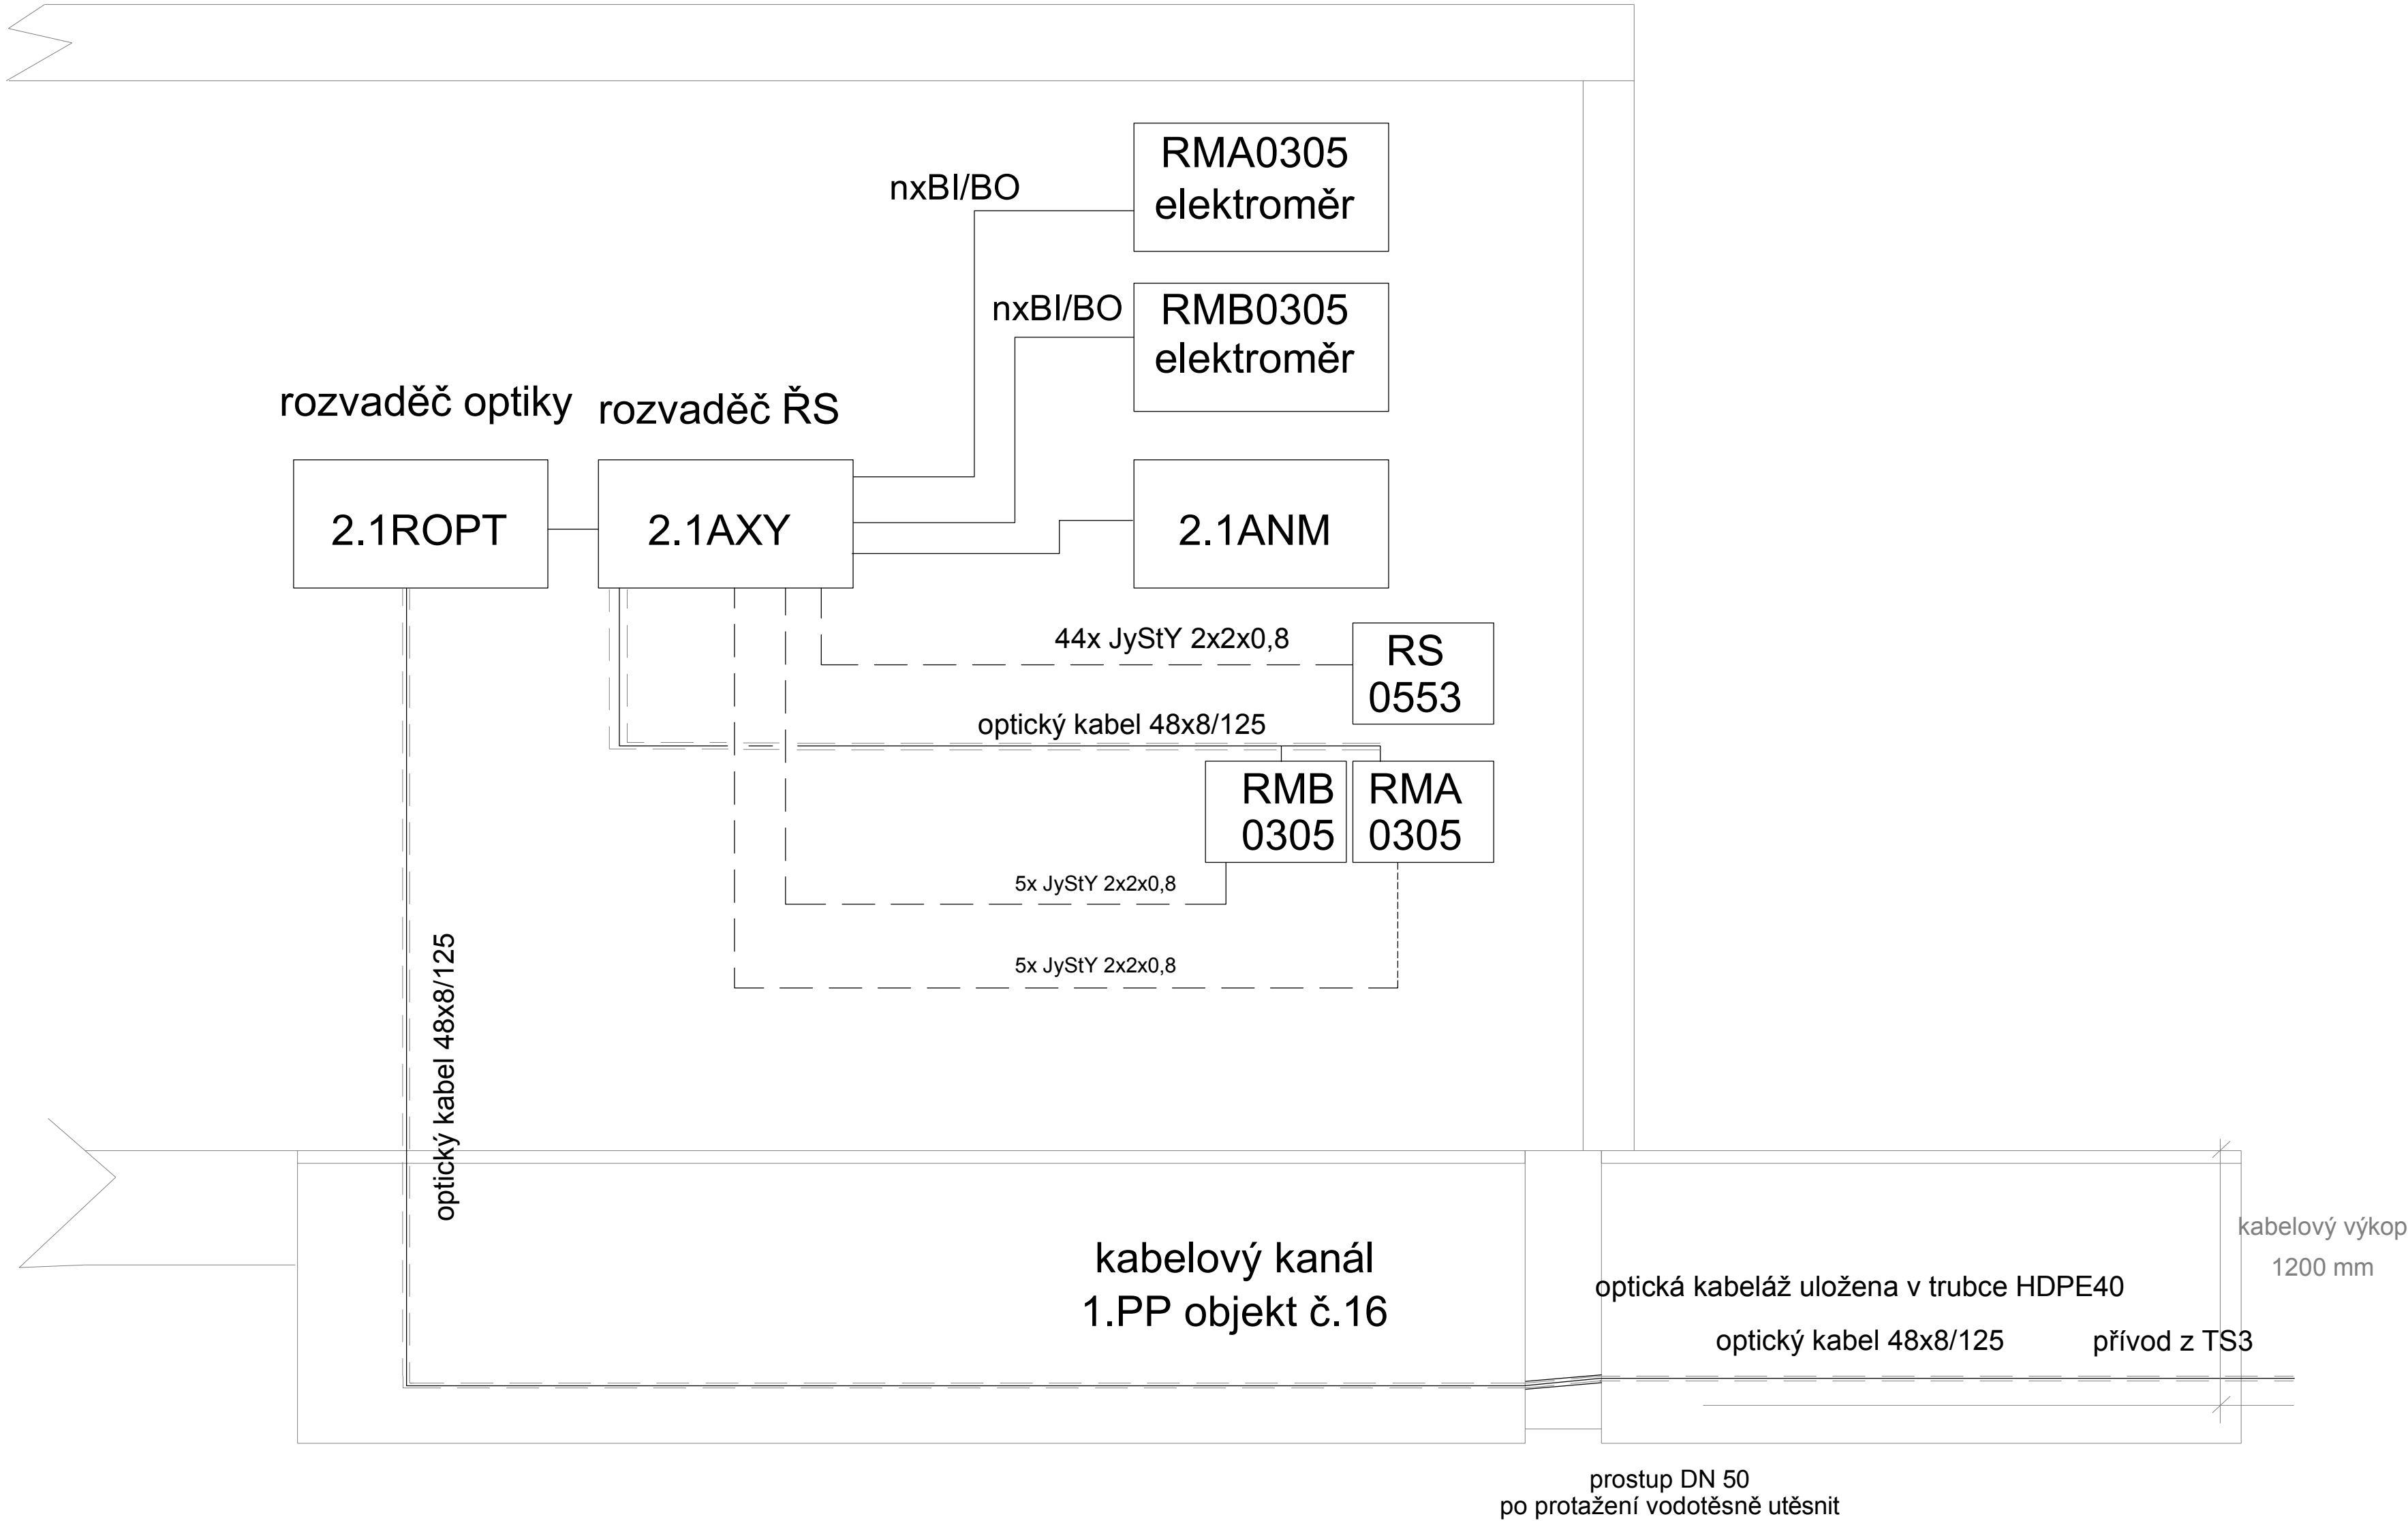 RMA0305
elektroměr
nxBI/BO
RMB0305
elektroměr
nxBI/BO
rozvaděč optiky
rozvaděč ŘS
2.1ROPT
2.1AXY
2.1ANM
44x JyStY 2x2x0,8
RS
0553
optický kabel 48x8/125
RMB
0305
RMA
0305
5x JyStY 2x2x0,8
5x JyStY 2x2x0,8
optický kabel 48x8/125
kabelový kanál
1.PP objekt č.16
kabelový výkop
1200 mm
optická kabeláž uložena v trubce HDPE40
optický kabel 48x8/125
přívod z TS3
prostup DN 50
po protažení vodotěsně utěsnit